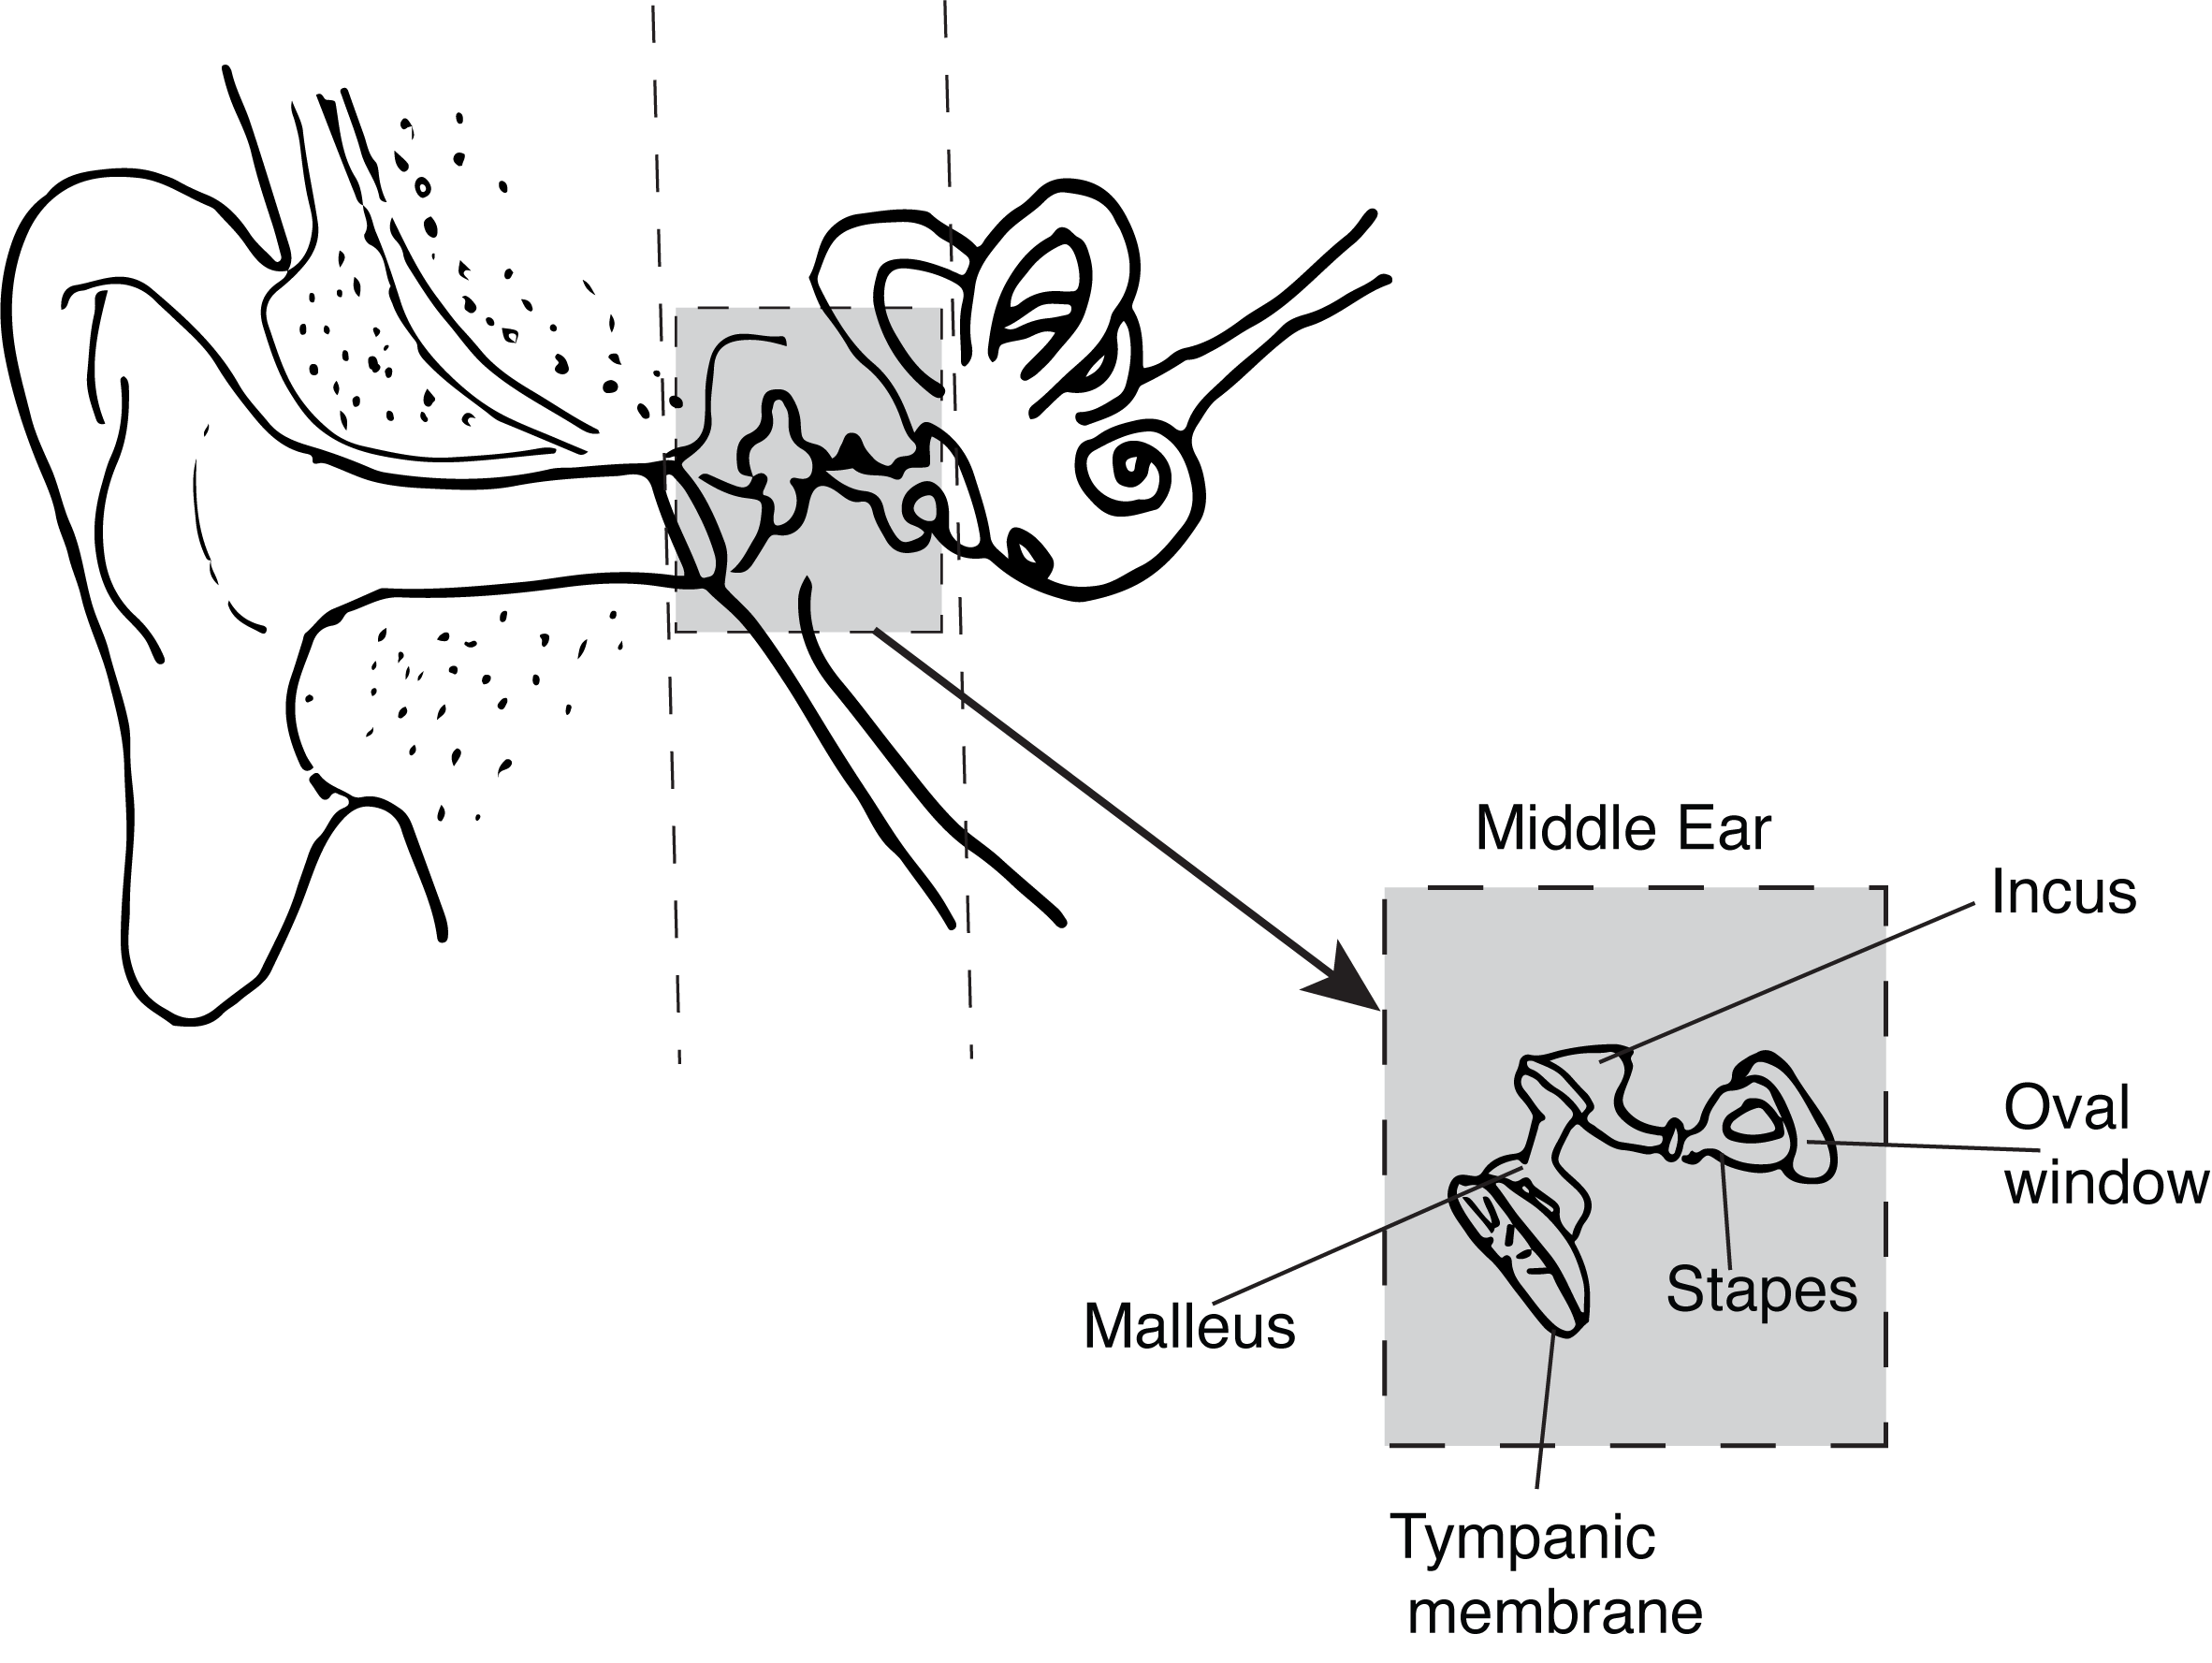 Middle Ear
Incus
Oval
window
Stapes
Malleus
Tympanic
membrane